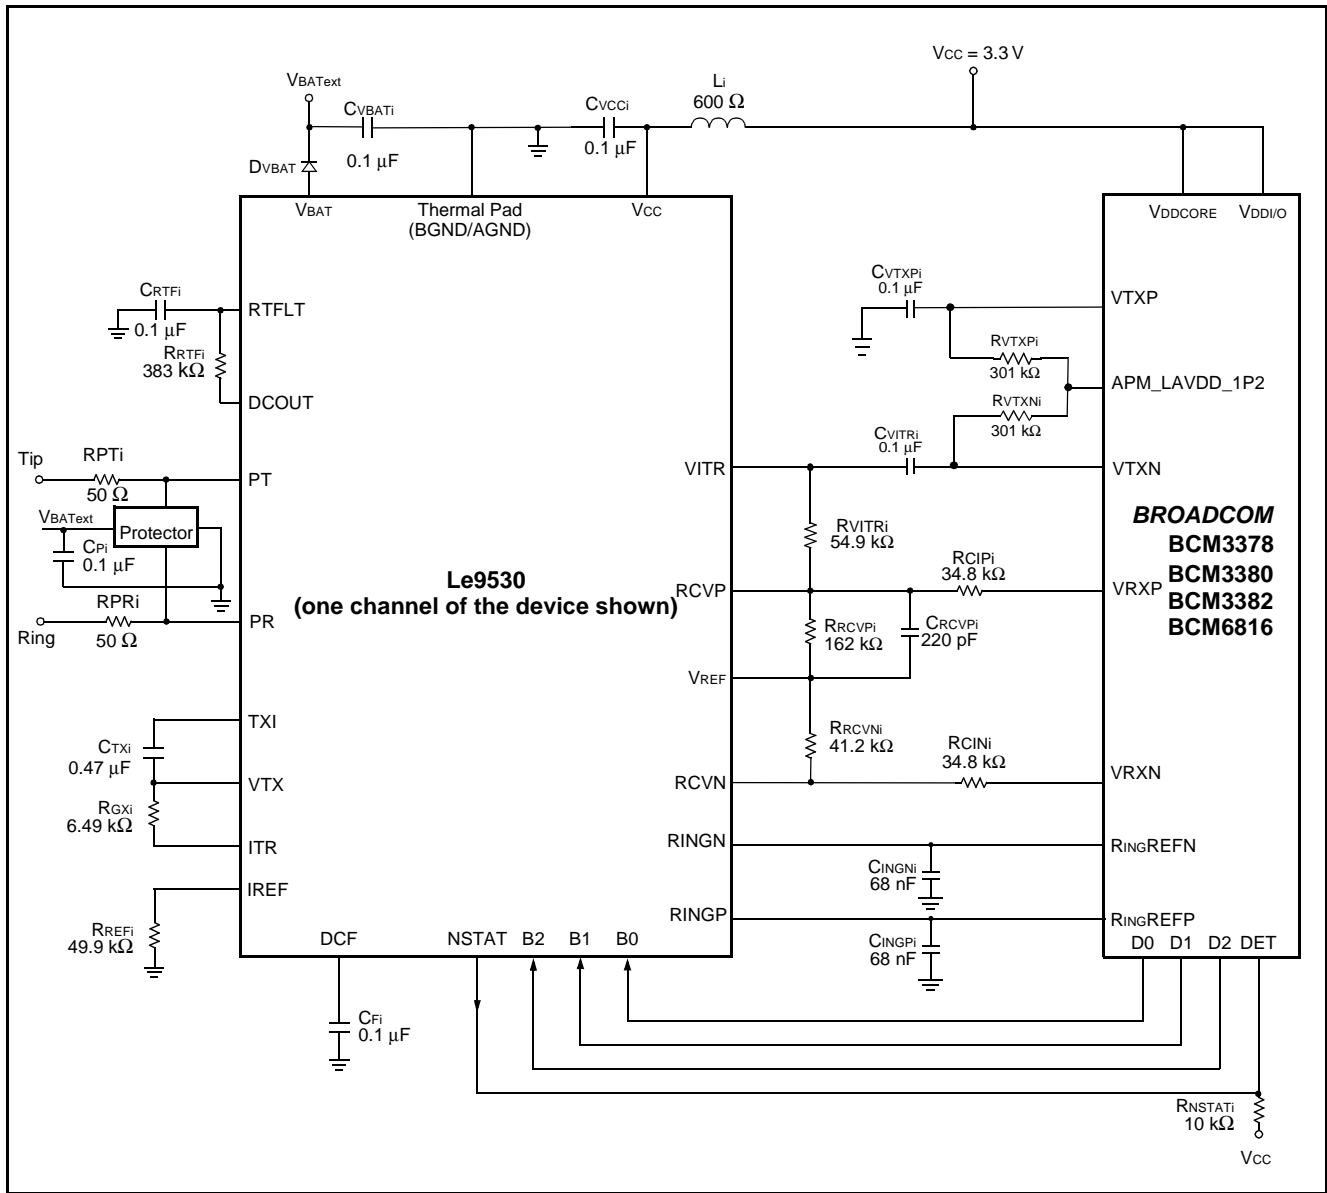 Vcc = 3.3 V
VBAText
CVBATi
0.1 µF
CVCCi
0.1 µF
Li
600 Ω
DVBAT
VBAT
Thermal Pad
(BGND/AGND)
Vcc
VDDCORE
VDDI/O
CRTFi
0.1 µF
RTFLT
RRTFi
383 kΩ
DCOUT
CVTXPi
0.1 µF
VTXP
RVTXPi
301 kΩ
APM_LAVDD_1P2
RVTXNi
301 kΩ
CVITRi
0.1 µF
Tip
RPTi
50 Ω
PT
VITR
VTXN
VBAText
Protector
CPi
0.1 µF
RVITRi
54.9 kΩ
BROADCOM
BCM3378
BCM3380
BCM3382
BCM6816
Le9530
(one channel of the device shown)
RCVP
RCIPi
34.8 kΩ
VRXP
RPRi
50 Ω
Ring
PR
RRCVPi
162 kΩ
CRCVPi
220 pF
VREF
TXI
CTXi
0.47 µF
VTX
RRCVNi
41.2 kΩ
RCINi
34.8 kΩ
RCVN
VRXN
RGXi
6.49 kΩ
ITR
RINGN
RINGREFN
CINGNi
68 nF
IREF
RREFi
49.9 kΩ
RINGP
RINGREFP
CINGPi
68 nF
DCF
NSTAT
B2
B1
B0
D0
D1
D2
DET
CFi
0.1 µF
RNSTATi
10 kΩ
Vcc